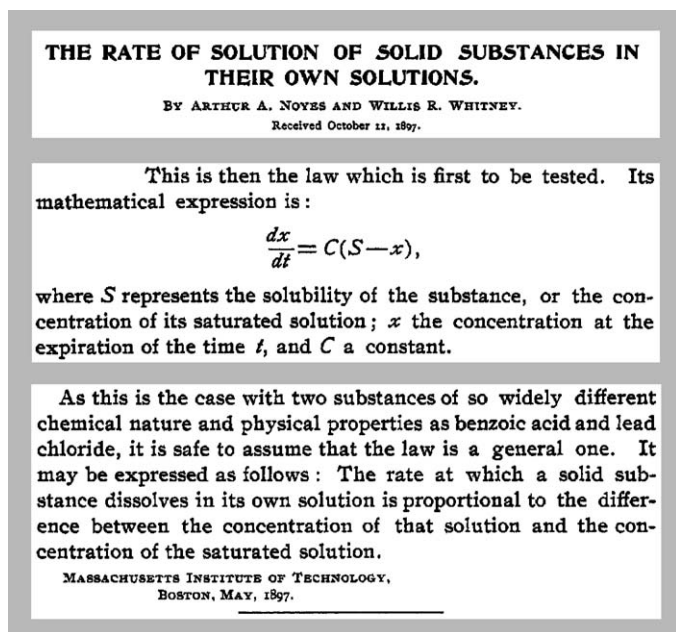 THE RATE OF SOLUTION OF SOLID SUBSTANCES IN
THEIR OWN SOLUTIONS.
BY ARTHUR A. NOYES AND WILLIS R. WHITNEY.
Received October 11, 1897.
This is then the law which is first to be tested. Its
mathematical expression is :
dx/dt = C(S—x),
where S represents the solubility of the substance, or the con-
centration of its saturated solution ; x the concentration at the
expiration of the time t, and C a constant.
As this is the case with two substances of so widely different
chemical nature and physical properties as benzoic acid and lead
chloride, it is safe to assume that the law is a general one. It
may be expressed as follows : The rate at which a solid sub-
stance dissolves in its own solution is proportional to the differ-
ence between the concentration of that solution and the con-
centration of the saturated solution.
MASSACHUSETTS INSTITUTE OF TECHNOLOGY,
BOSTON, MAY, 1897.